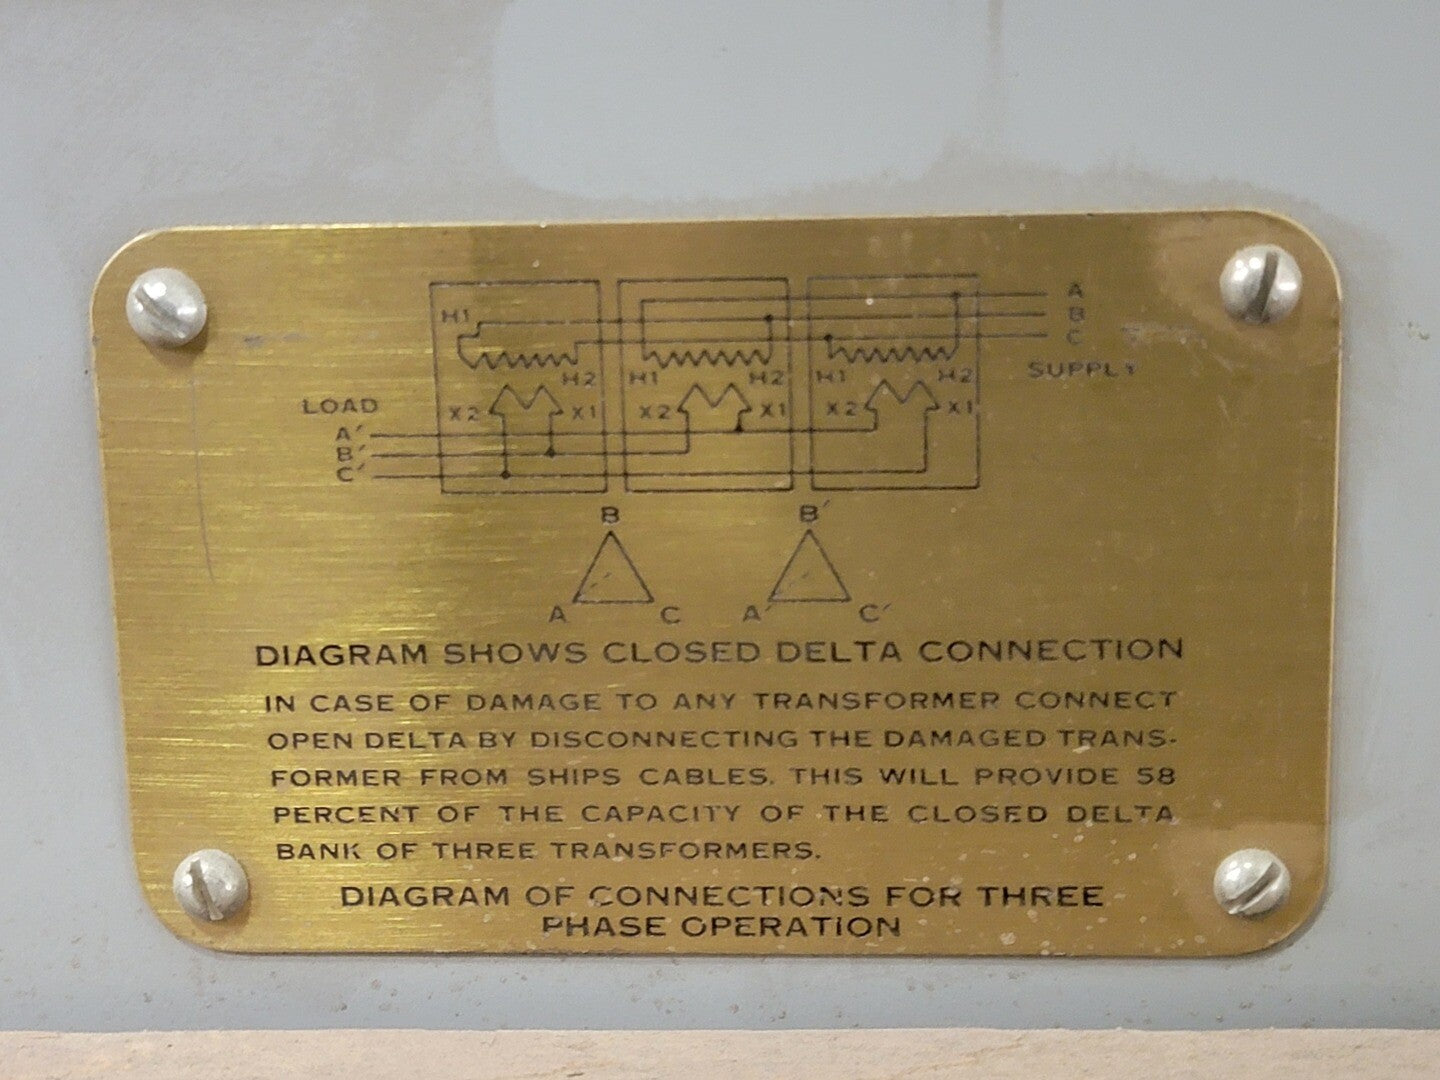 A
H1
B
C
H2 H1 H2 H1 H2
SUPPLY
LOAD
X2 X1 X2 X1 X2 X1
A'
B'
C'
B B'
A C A' C'
DIAGRAM SHOWS CLOSED DELTA CONNECTION
IN CASE OF DAMAGE TO ANY TRANSFORMER CONNECT
OPEN DELTA BY DISCONNECTING THE DAMAGED TRANS-
FORMER FROM SHIPS CABLES. THIS WILL PROVIDE 58
PERCENT OF THE CAPACITY OF THE CLOSED DELTA
BANK OF THREE TRANSFORMERS.
DIAGRAM OF CONNECTIONS FOR THREE
PHASE OPERATION